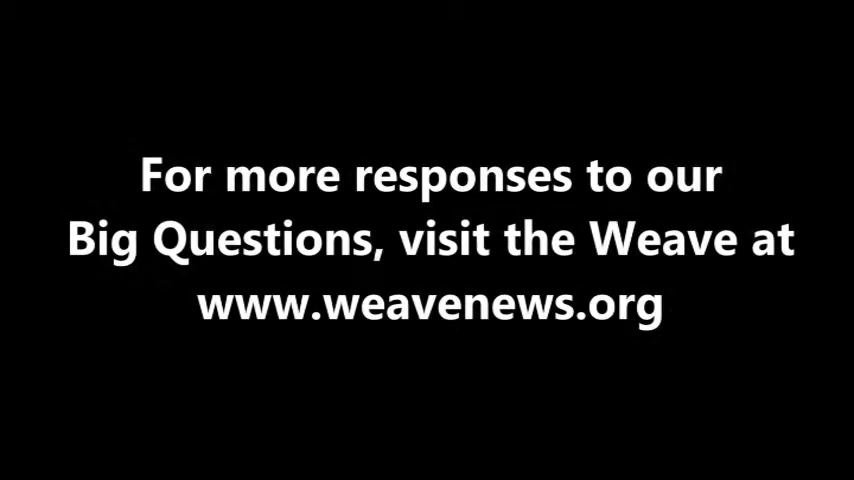 For more responses to our
Big Questions, visit the Weave at
www.weavenews.org